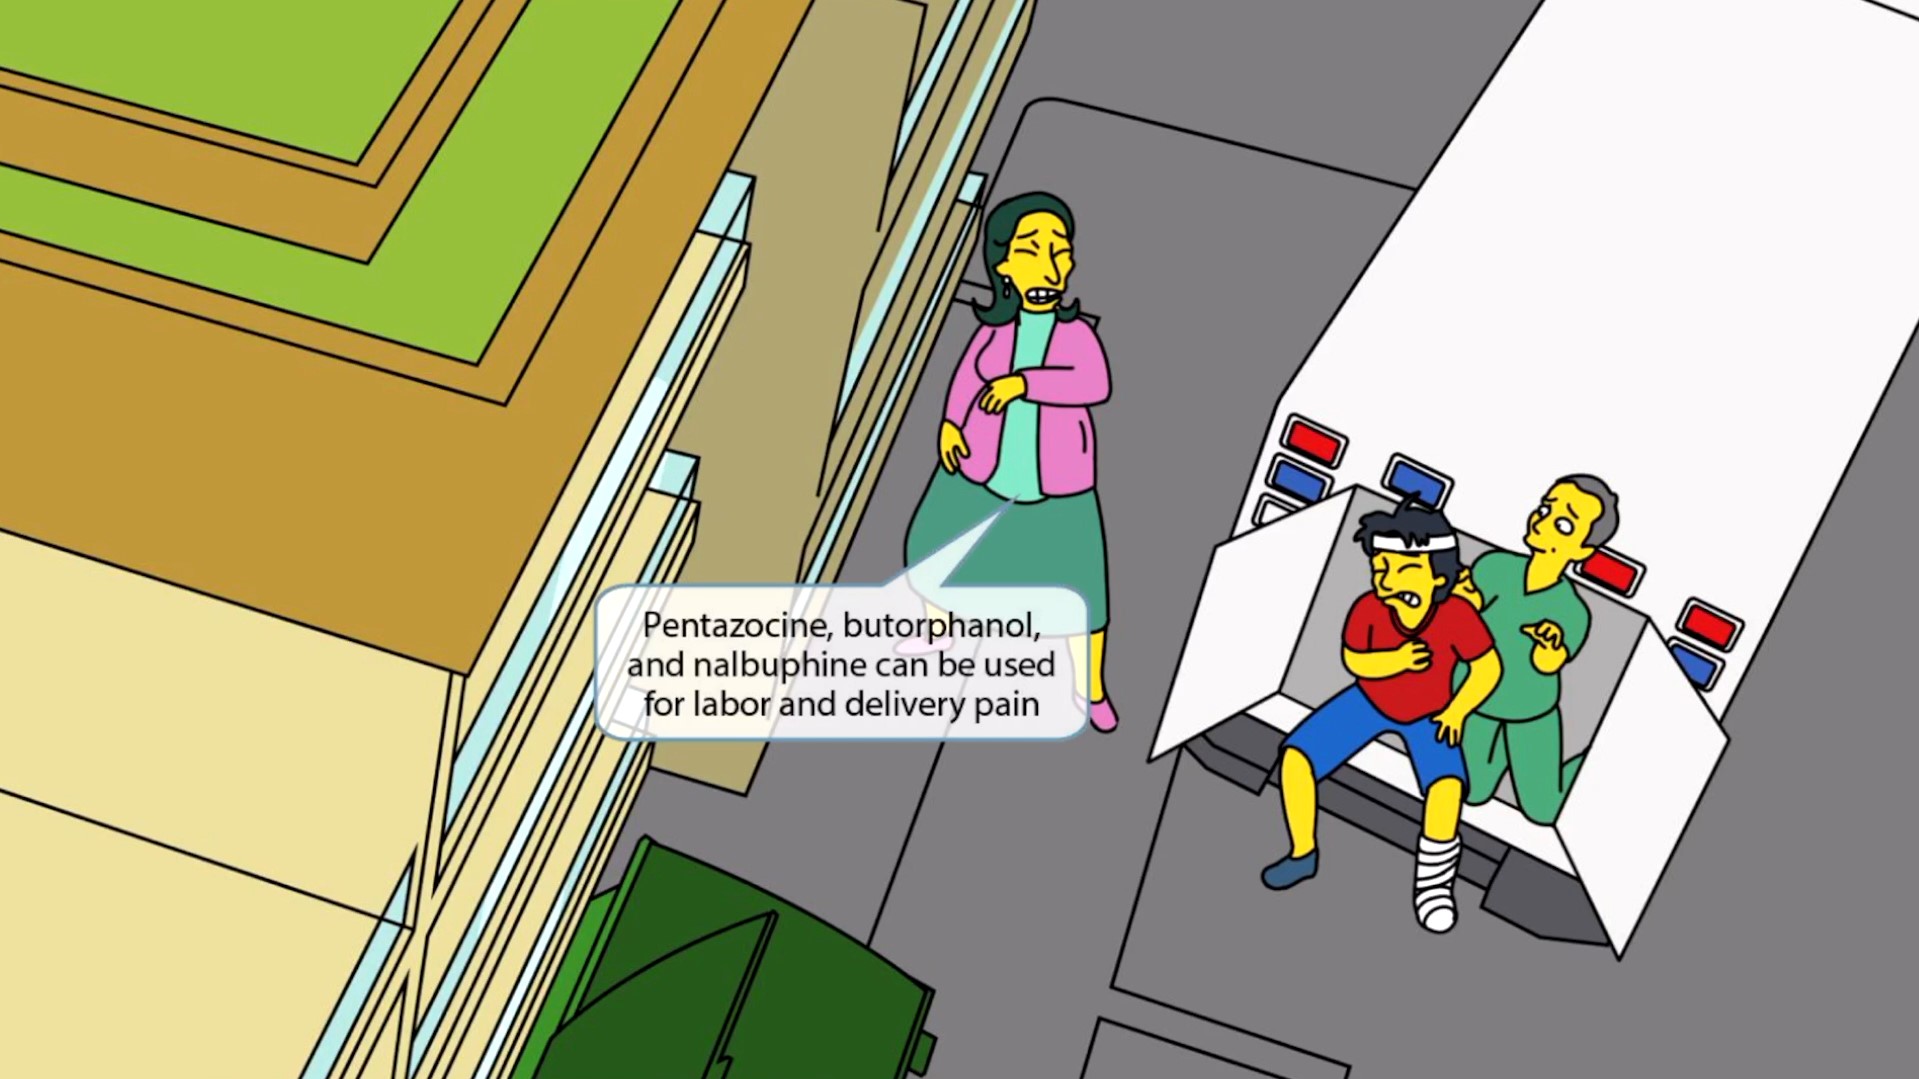 Pentazocine, butorphanol,
and nalbuphine can be used
for labor and delivery pain